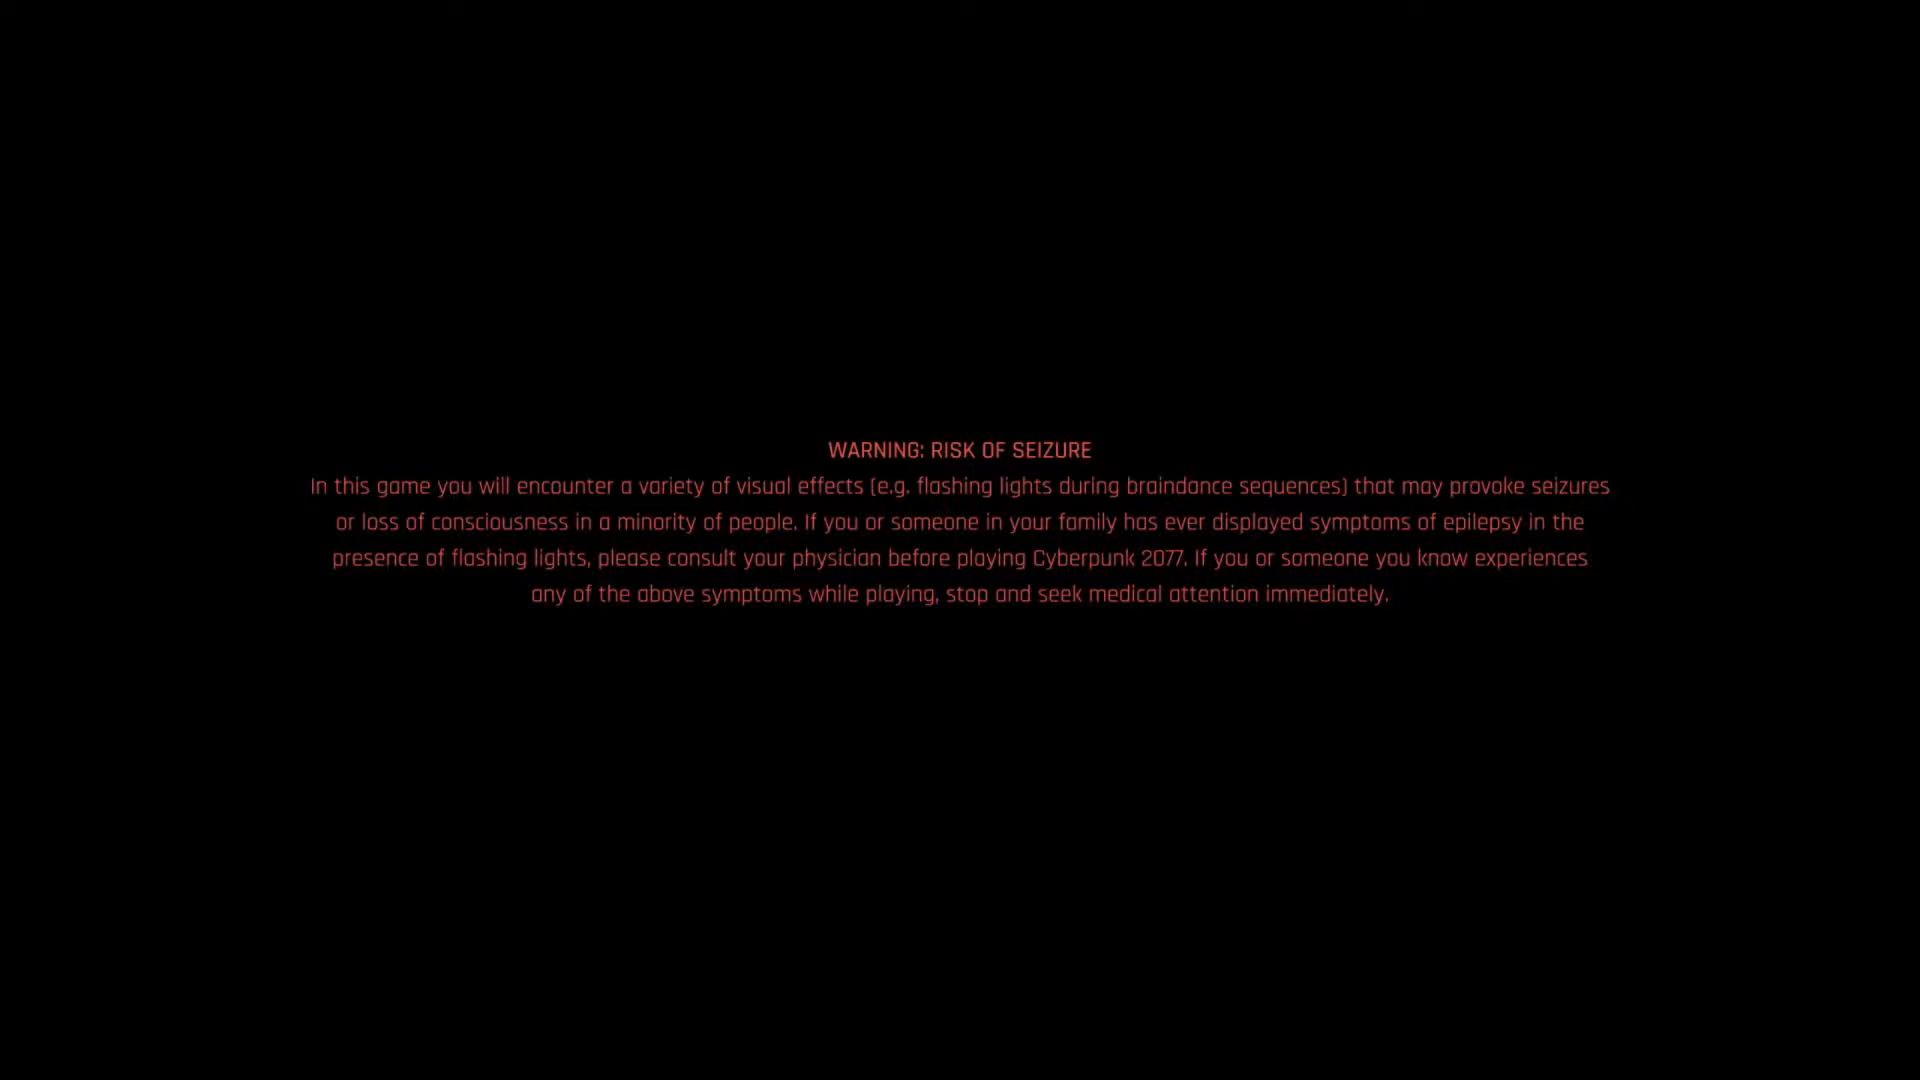 WARNING: RISK OF SEIZURE
In this game you will encounter a variety of visual effects (e.g. flashing lights during braindance sequences) that may provoke seizures
or loss of consciousness in a minority of people. If you or someone in your family has ever displayed symptoms of epilepsy in the
presence of flashing lights, please consult your physician before playing Cyberpunk 2077. If you or someone you know experiences
any of the above symptoms while playing, stop and seek medical attention immediately.